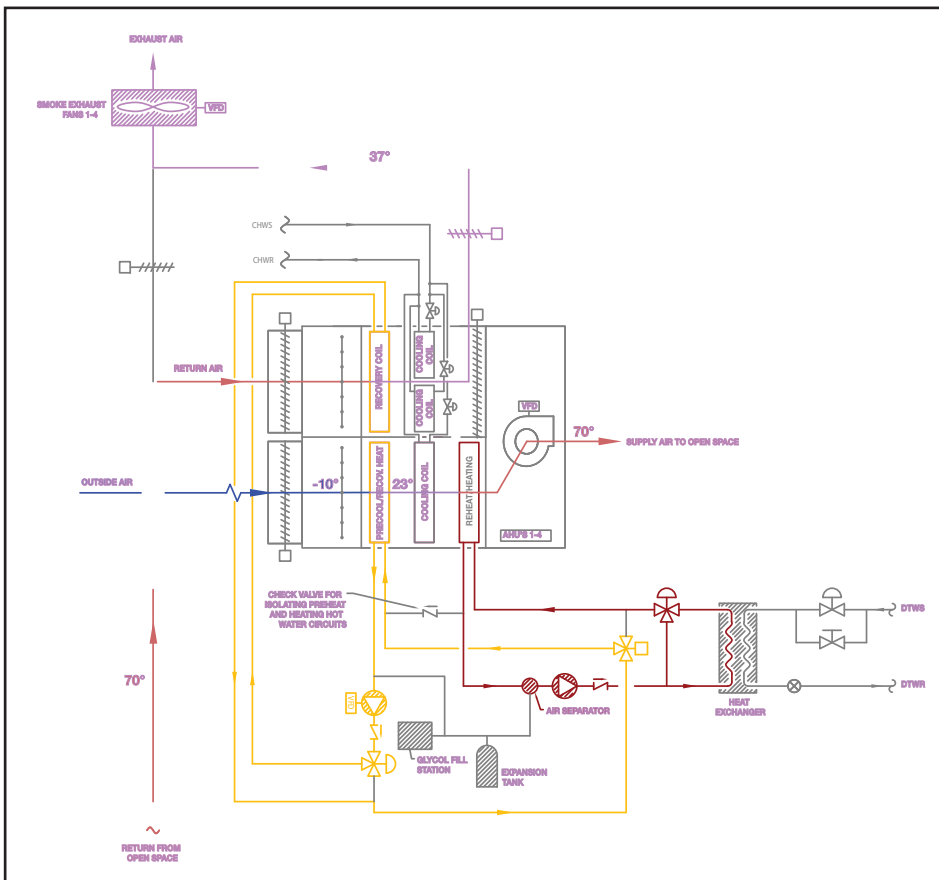 EXHAUST AIR
SMOKE EXHAUST
FANS 1-4
VFD
37°
CHWS
CHWR
RETURN AIR
RECOVERY COIL
COOLING
COIL
COOLING
COIL
VFD
70°
SUPPLY AIR TO OPEN SPACE
OUTSIDE AIR
-10°
PRECOOL/RECOV. HEAT
23°
COOLING COIL
REHEAT/HEATING
AHU'S 1-4
CHECK VALVE FOR
ISOLATING PREHEAT
AND HEATING HOT
WATER CIRCUITS
DTWS
70°
DTWR
VFD
AIR SEPARATOR
HEAT
EXCHANGER
GLYCOL FILL
STATION
EXPANSION
TANK
RETURN FROM
OPEN SPACE